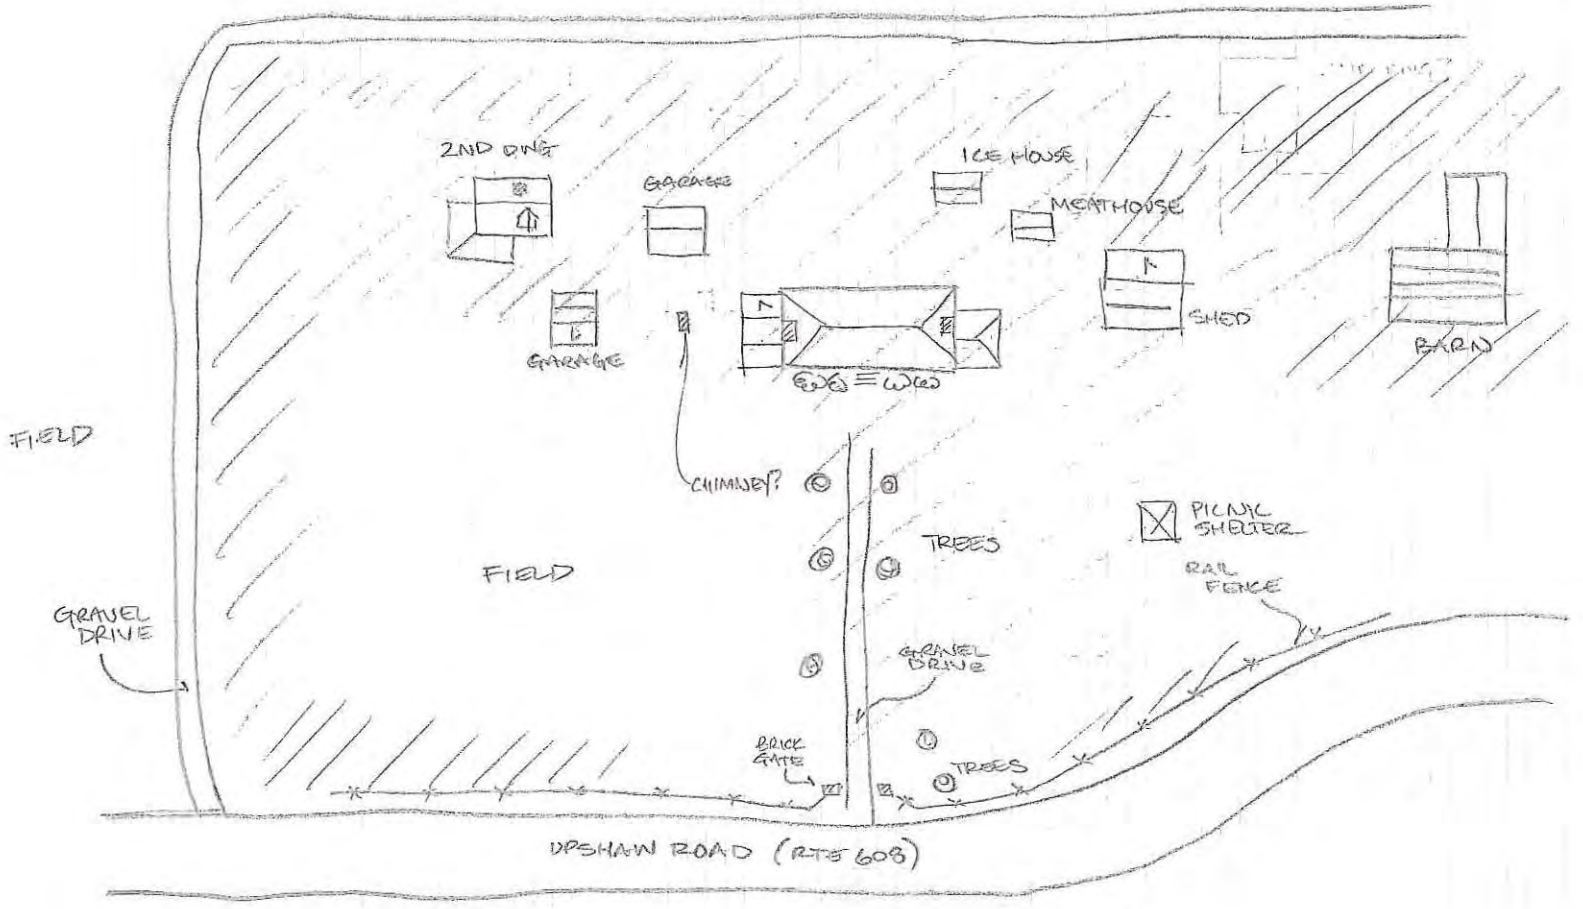 2ND DWG
GARAGE
ICE HOUSE
MEATHOUSE
GARAGE
SHED
BARN
FIELD
CHIMNEY?
PICNIC
SHELTER
TREES
FIELD
RAIL
FENCE
GRAVEL
DRIVE
GRAVEL
DRIVE
BRICK
GATE
TREES
UPSHAW ROAD (RTE 608)